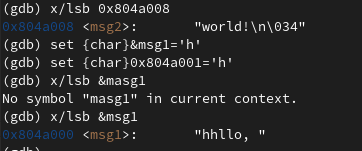 (gdb) x/lsb 0x804a008
0x804a008 <msg2>:        "world!\n\034"
(gdb) set {char}&msg1='h'
(gdb) set {char}0x804a001='h'
(gdb) x/lsb &masg1
No symbol "masg1" in current context.
(gdb) x/lsb &msg1
0x804a000 <msg1>:        "hhllo, "